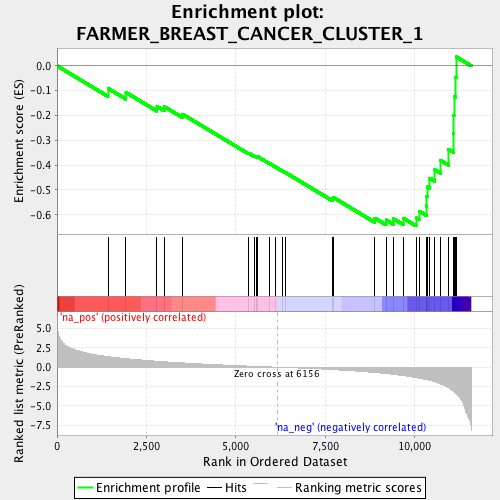 Enrichment plot:
FARMER_BREAST_CANCER_CLUSTER_1
Enrichment score (ES)
0.0
-0.1
-0.2
-0.3
-0.4
-0.5
-0.6
'na_pos' (positively correlated)
Ranked list metric (PreRanked)
5.0
2.5
0.0
-2.5
-5.0
-7.5
Zero cross at 6156
'na_neg' (negatively correlated)
0
2,500
5,000
7,500
10,000
Rank in Ordered Dataset
Enrichment profile
Hits
Ranking metric scores